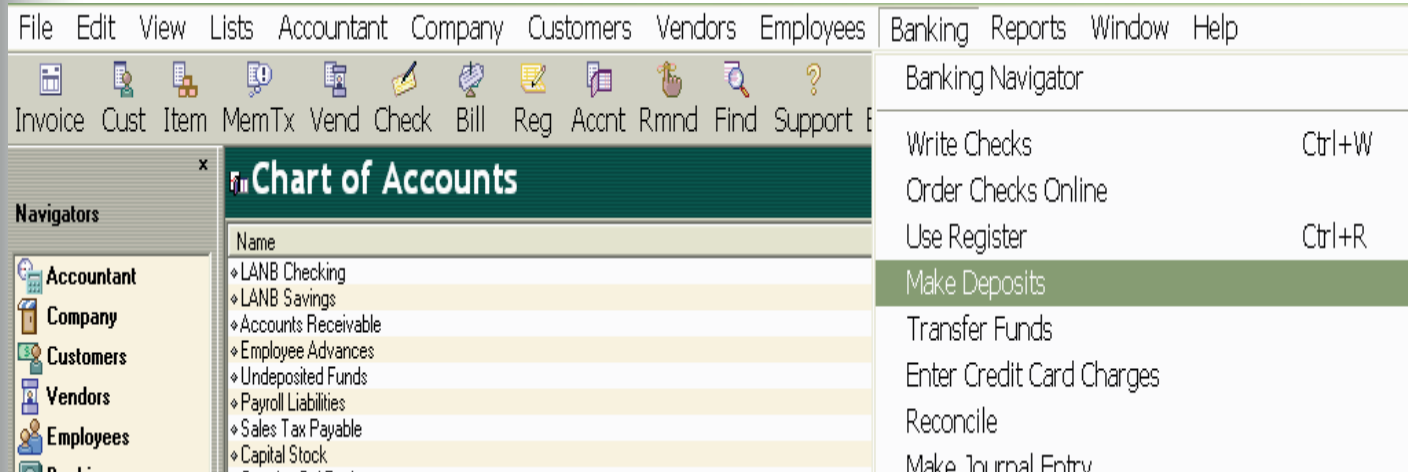 File Edit View Lists Accountant Company Customers Vendors Employees Banking Reports Window Help
Invoice Cust Item MemTx Vend Check Bill Reg Accnt Rmnd Find Support
Navigators
Accountant
Company
Customers
Vendors
Employees
Chart of Accounts
Name
LANB Checking
LANB Savings
Accounts Receivable
Employee Advances
Undeposited Funds
Payroll Liabilities
Sales Tax Payable
Capital Stock
Banking Navigator
Write Checks Ctrl+W
Order Checks Online
Use Register Ctrl+R
Make Deposits
Transfer Funds
Enter Credit Card Charges
Reconcile
Make Journal Entry